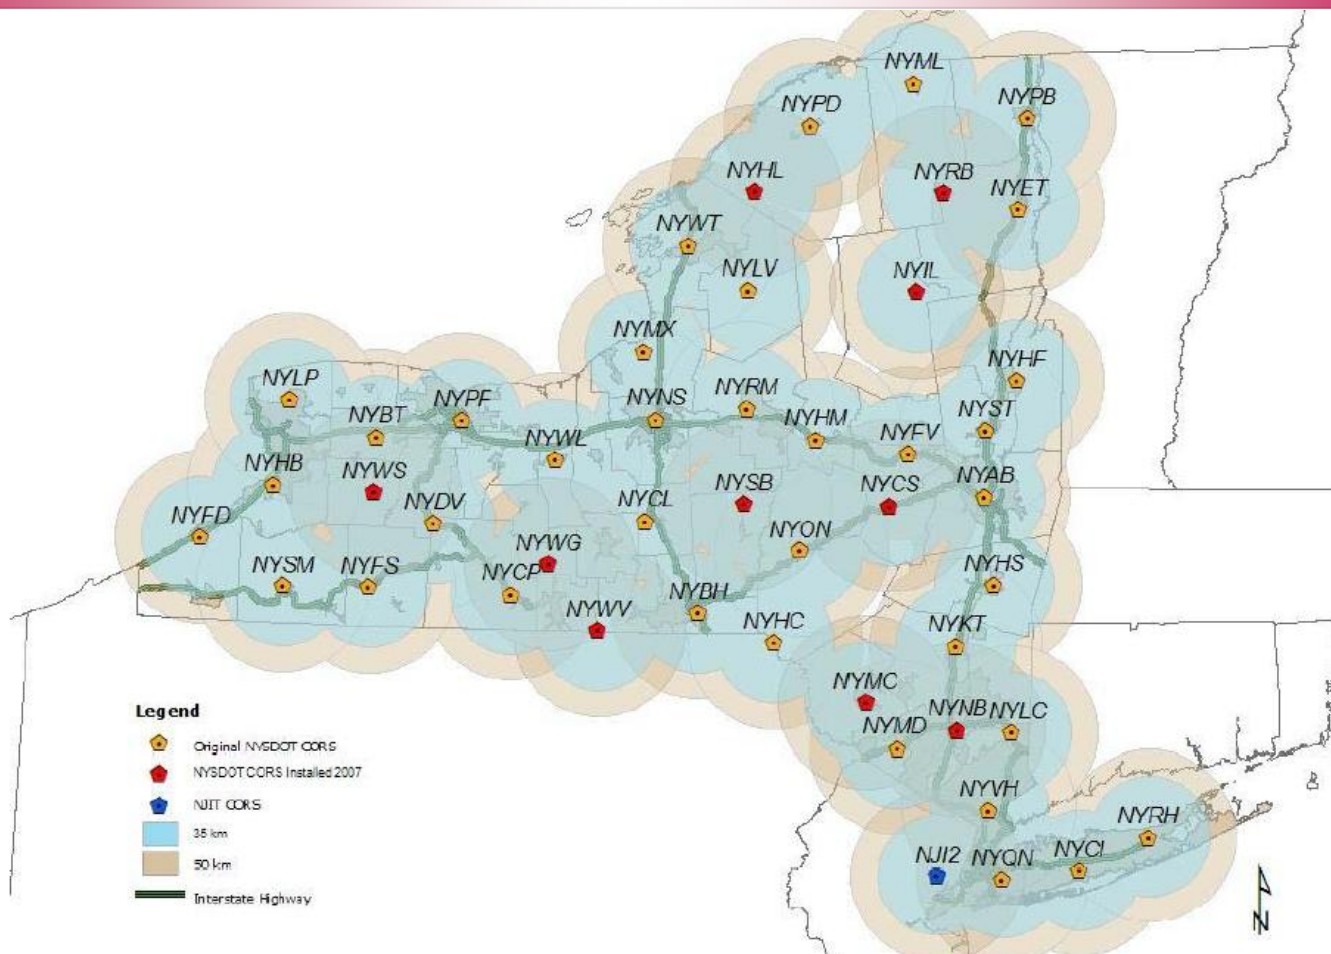 NYML
NYPD
NYPB
NYHL
NYRB
NYET
NYWT
NYLV
NYIL
NYMX
NYHF
NYLP
NYPF
NYNS
NYRM
NYBT
NYHM
NYST
NYWL
NYFV
NYHB
NYWS
NYAB
NYDV
NYCL
NYSB
NYCS
NYFD
NYON
NYWG
NYSM
NYFS
NYCP
NYHS
NYBH
NYWV
NYHC
NYKT
NYMC
NYNB
NYLC
NYMD
NYVH
NYRH
NJI2
NYQN
NYCI
Legend
Original NYSDOT CORS
NYSDOT CORS Installed 2007
NJIT CORS
35 km
50 km
Interstate Highway
N